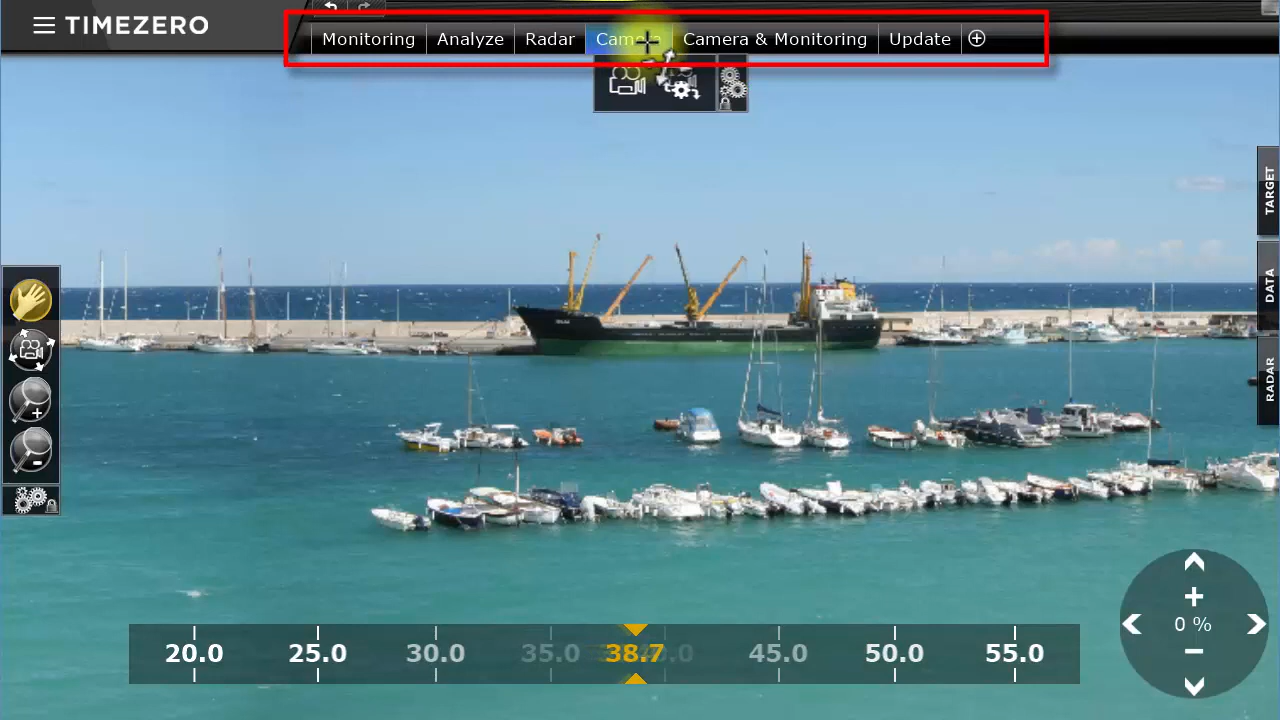 TIMEZERO
Monitoring Analyze Radar Camera Camera & Monitoring Update
TARGET
DATA
RADAR
0 %
20.0 25.0 30.0 35.0 38.7 45.0 50.0 55.0